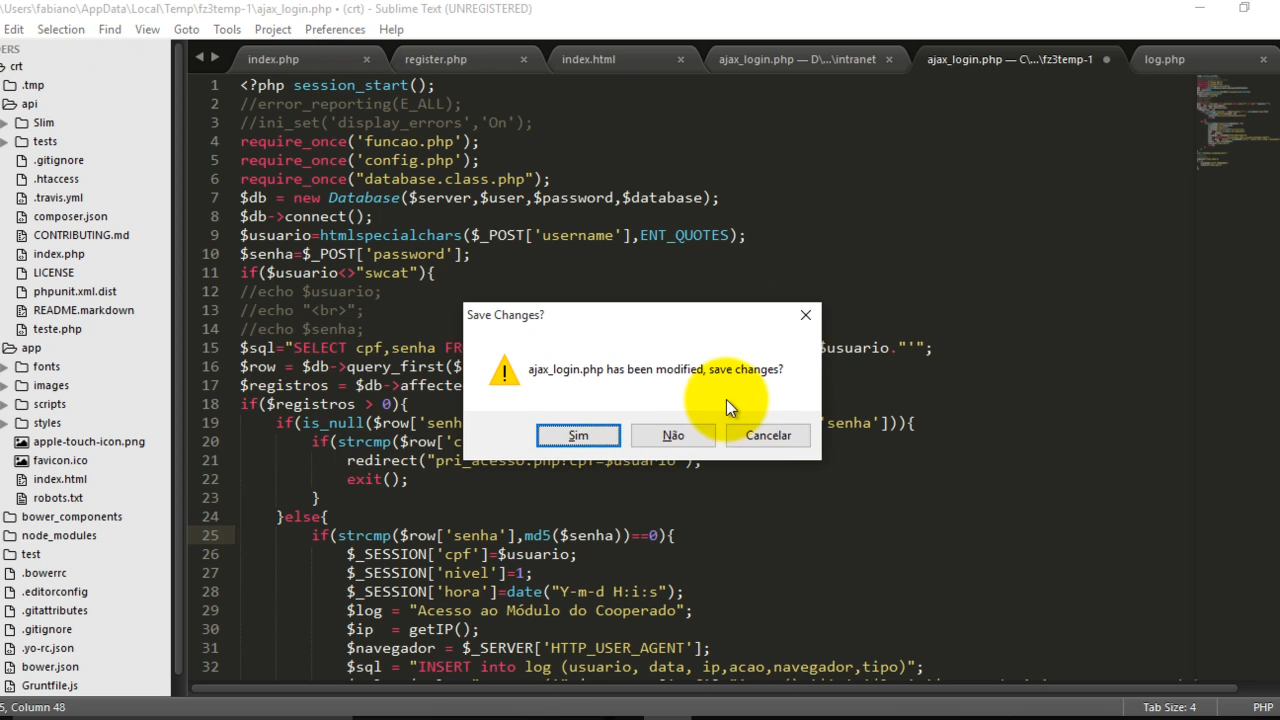 \Users\fabiano\AppData\Local\Temp\fz3temp-1\ajax_login.php • (crt) - Sublime Text (UNREGISTERED)
Edit Selection Find View Goto Tools Project Preferences Help
ERS
crt
.tmp
api
Slim
tests
.gitignore
.htaccess
.travis.yml
composer.json
CONTRIBUTING.md
index.php
LICENSE
phpunit.xml.dist
README.markdown
teste.php
app
fonts
images
scripts
styles
apple-touch-icon.png
favicon.ico
index.html
robots.txt
bower_components
node_modules
test
.bowerrc
.editorconfig
.gitattributes
.gitignore
.yo-rc.json
bower.json
Gruntfile.js
index.php register.php index.html ajax_login.php — D\...\intranet ajax_login.php — C\...\fz3temp-1 log.php
1 <?php session_start();
2 //error_reporting(E_ALL);
3 //ini_set('display_errors','On');
4 require_once('funcao.php');
5 require_once('config.php');
6 require_once("database.class.php");
7 $db = new Database($server,$user,$password,$database);
8 $db->connect();
9 $usuario=htmlspecialchars($_POST['username'],ENT_QUOTES);
10 $senha=$_POST['password'];
11 if($usuario<>"swcat"){
12 //echo $usuario;
13 //echo "<br>";
14 //echo $senha;
15 $sql="SELECT cpf,senha FR $usuario."'";
16 $row = $db->query_first($
17 $registros = $db->affecte
18 if($registros > 0){
19 if(is_null($row['senh 'senha'])){
20 if(strcmp($row['c
21 redirect("pri_acesso.php?cpf=$usuario");
22 exit();
23 }
24 }else{
25 if(strcmp($row['senha'],md5($senha))==0){
26 $_SESSION['cpf']=$usuario;
27 $_SESSION['nivel']=1;
28 $_SESSION['hora']=date("Y-m-d H:i:s");
29 $log = "Acesso ao Módulo do Cooperado";
30 $ip = getIP();
31 $navegador = $_SERVER['HTTP_USER_AGENT'];
32 $sql = "INSERT into log (usuario, data, ip,acao,navegador,tipo)";
Save Changes?
ajax_login.php has been modified, save changes?
Sim Não Cancelar
5, Column 48 Tab Size: 4 PHP